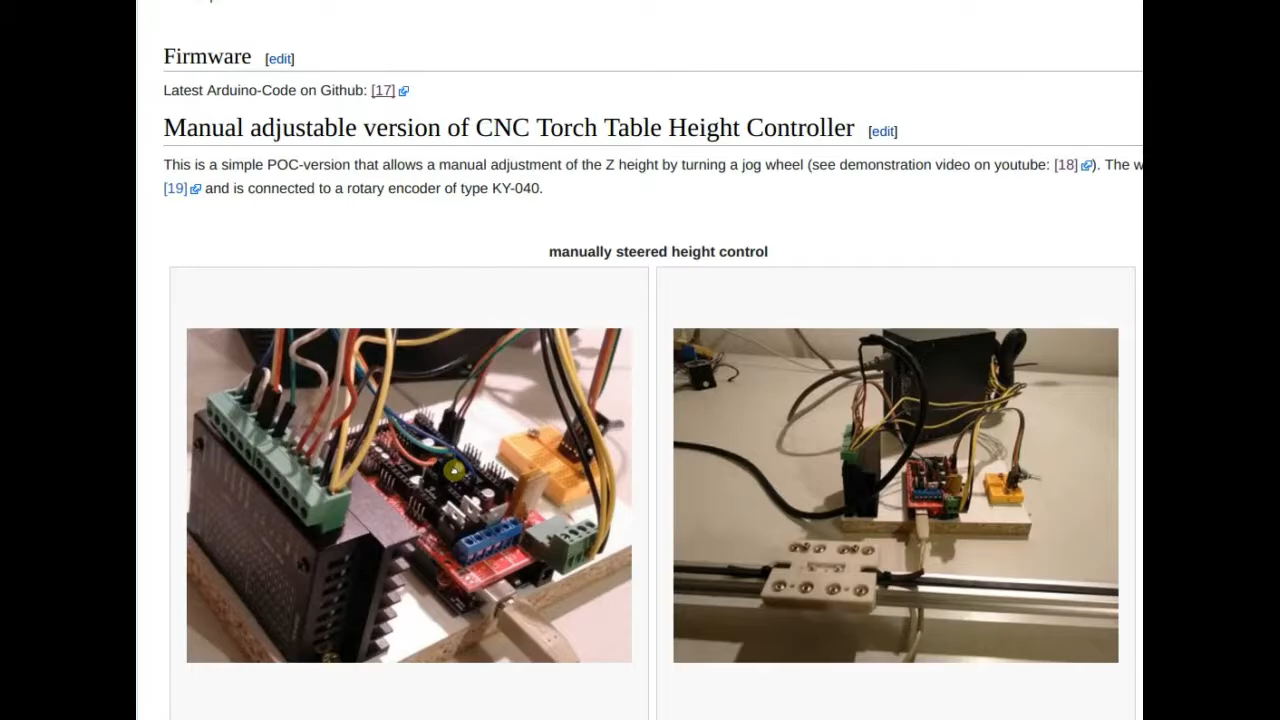 Firmware [edit]
Latest Arduino-Code on Github: [17]
Manual adjustable version of CNC Torch Table Height Controller [edit]
This is a simple POC-version that allows a manual adjustment of the Z height by turning a jog wheel (see demonstration video on youtube: [18]). The w
[19] and is connected to a rotary encoder of type KY-040.
manually steered height control